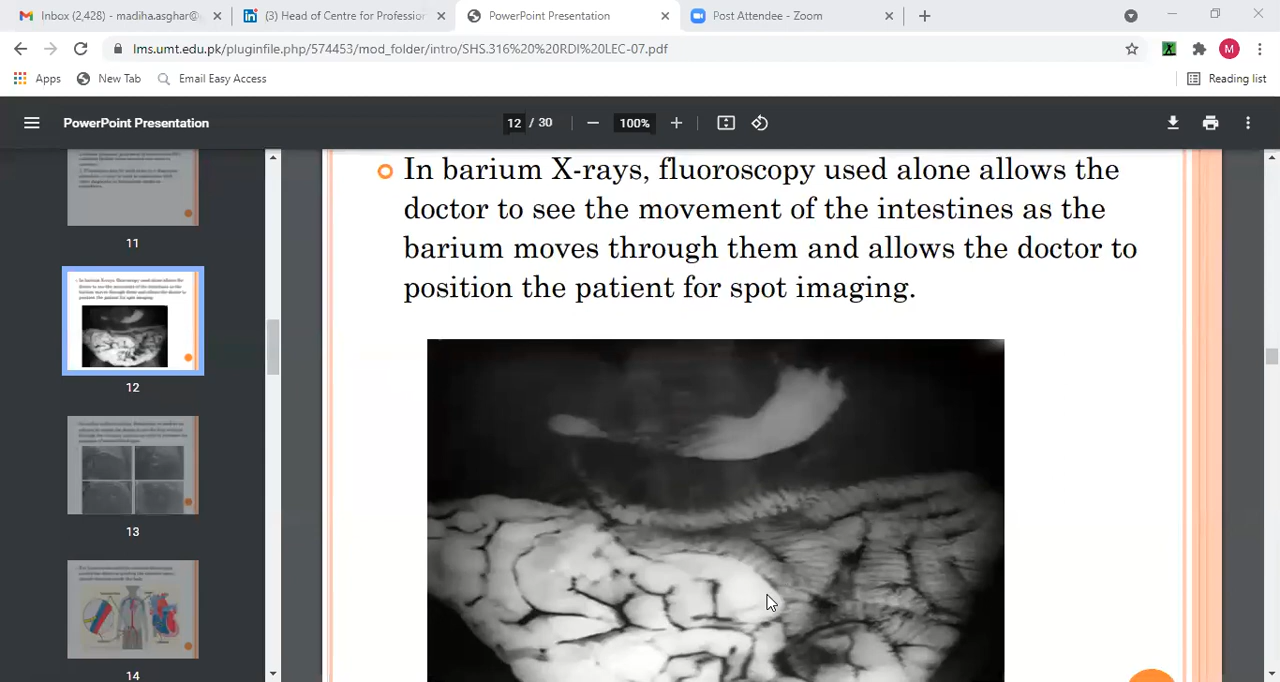 Inbox (2,428) - madiha.asghar@
(3) Head of Centre for Professior
PowerPoint Presentation
Post Attendee - Zoom
lms.umt.edu.pk/pluginfile.php/574453/mod_folder/intro/SHS.316%20%20RDI%20LEC-07.pdf
M
Apps
New Tab
Email Easy Access
Reading list
PowerPoint Presentation
12 / 30
100%
11
12
13
14
In barium X-rays, fluoroscopy used alone allows the
doctor to see the movement of the intestines as the
barium moves through them and allows the doctor to
position the patient for spot imaging.